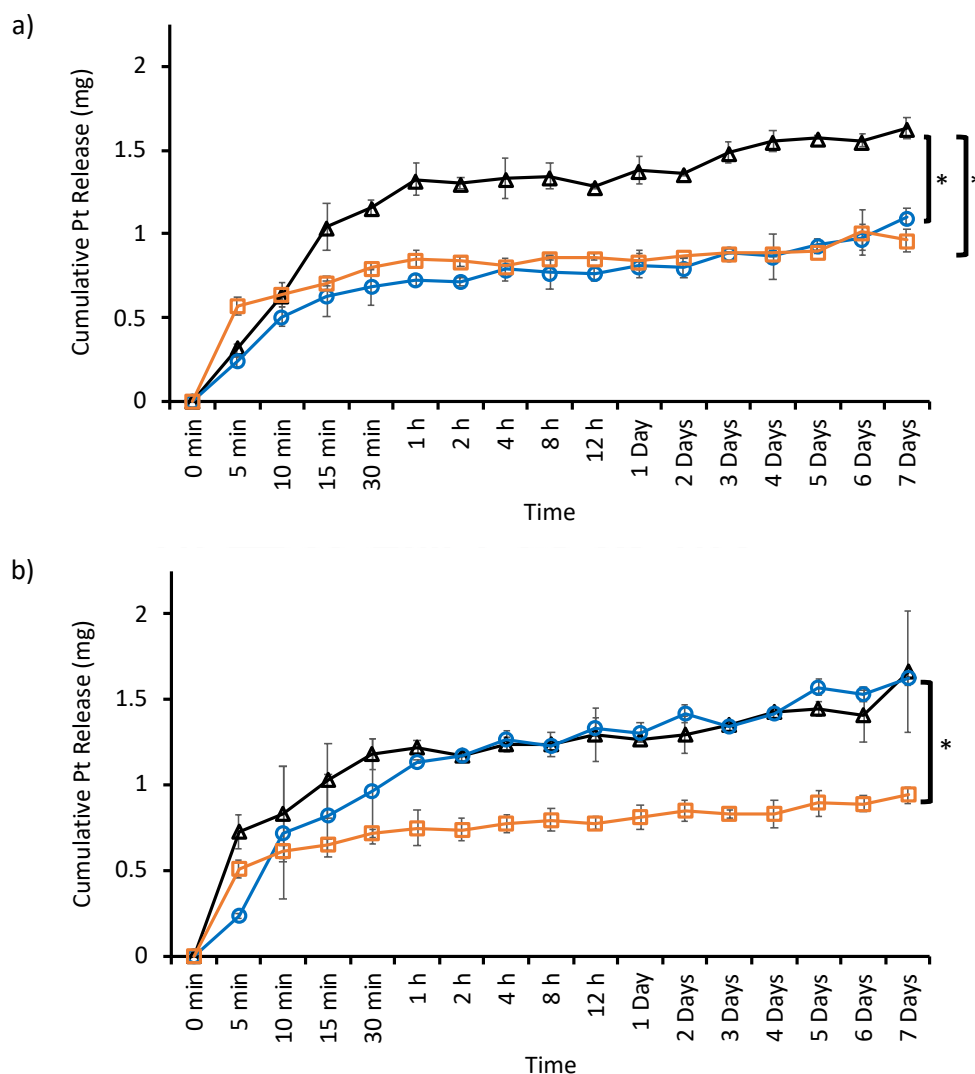 a)
Cumulative Pt Release (mg)
2
1.5
1
0.5
0
*
*
0 min
5 min
10 min
15 min
30 min
1 h
2 h
4 h
8 h
12 h
1 Day
2 Days
3 Days
4 Days
5 Days
6 Days
7 Days
Time
b)
Cumulative Pt Release (mg)
2
1.5
1
0.5
0
*
0 min
5 min
10 min
15 min
30 min
1 h
2 h
4 h
8 h
12 h
1 Day
2 Days
3 Days
4 Days
5 Days
6 Days
7 Days
Time